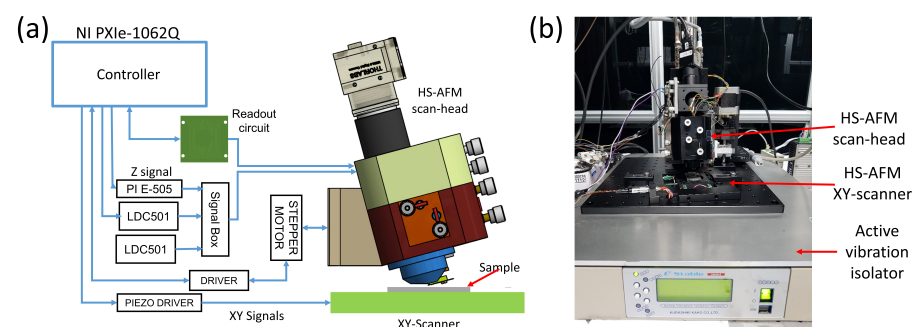 (a)
NI PXIe-1062Q
Controller
Readout
circuit
Z signal
PI E-505
LDC501
LDC501
Signal Box
STEPPER
MOTOR
DRIVER
PIEZO DRIVER
XY Signals
THORLABS
HS-AFM
scan-head
Sample
XY-Scanner
(b)
HS-AFM
scan-head
HS-AFM
XY-scanner
Active
vibration
isolator